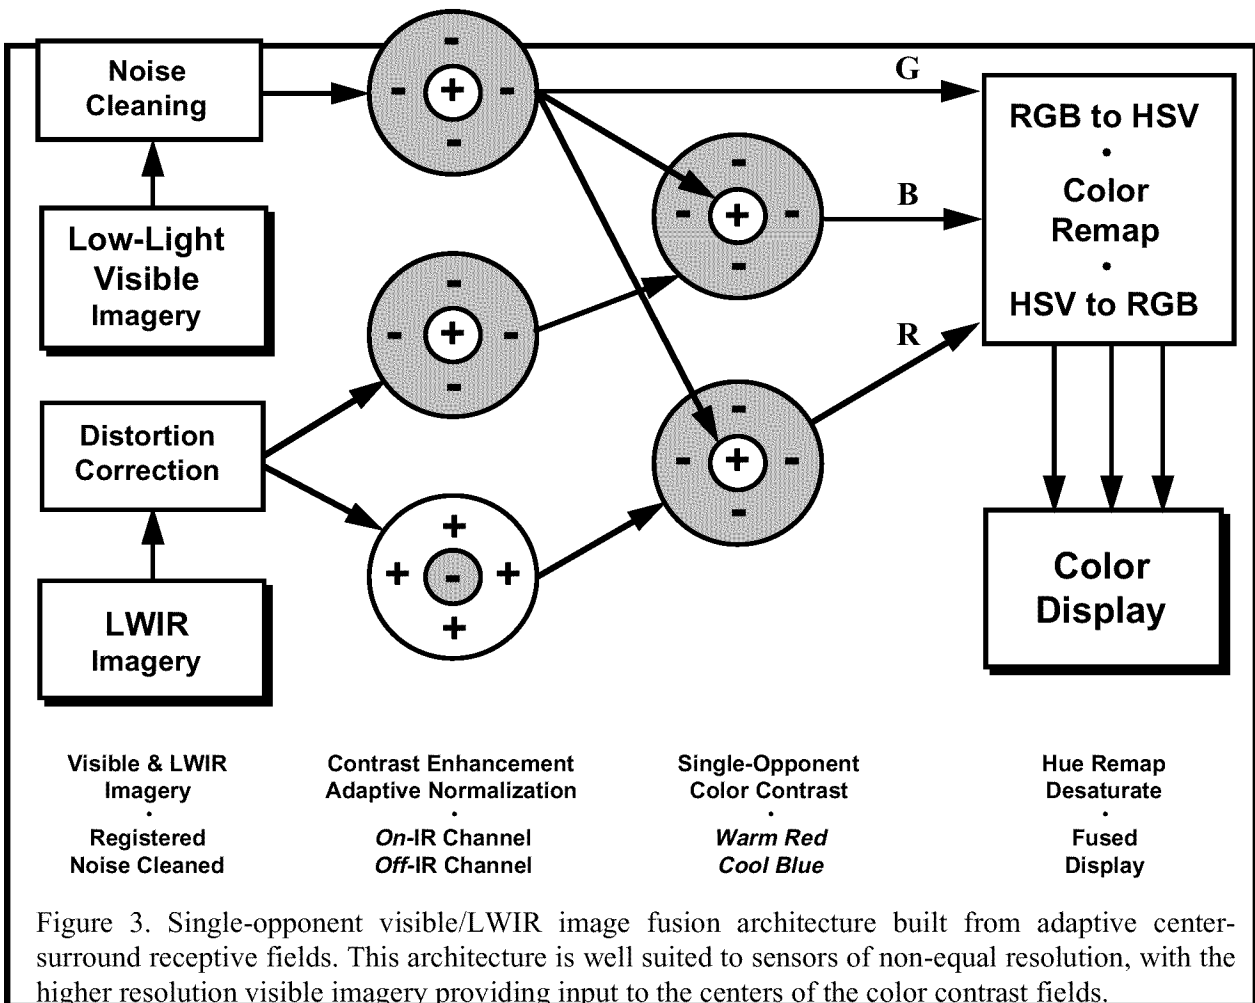 Noise
Cleaning
Low-Light
Visible
Imagery
Distortion
Correction
LWIR
Imagery
-
- + -
-
-
- + -
-
+
+ - +
+
-
- + -
-
-
- + -
-
G
B
R
RGB to HSV
•
Color
Remap
•
HSV to RGB
Color
Display
Visible & LWIR
Imagery
•
Registered
Noise Cleaned
Contrast Enhancement
Adaptive Normalization
•
On-IR Channel
Off-IR Channel
Single-Opponent
Color Contrast
•
Warm Red
Cool Blue
Hue Remap
Desaturate
•
Fused
Display
Figure 3. Single-opponent visible/LWIR image fusion architecture built from adaptive center-
surround receptive fields. This architecture is well suited to sensors of non-equal resolution, with the
higher resolution visible imagery providing input to the centers of the color contrast fields.